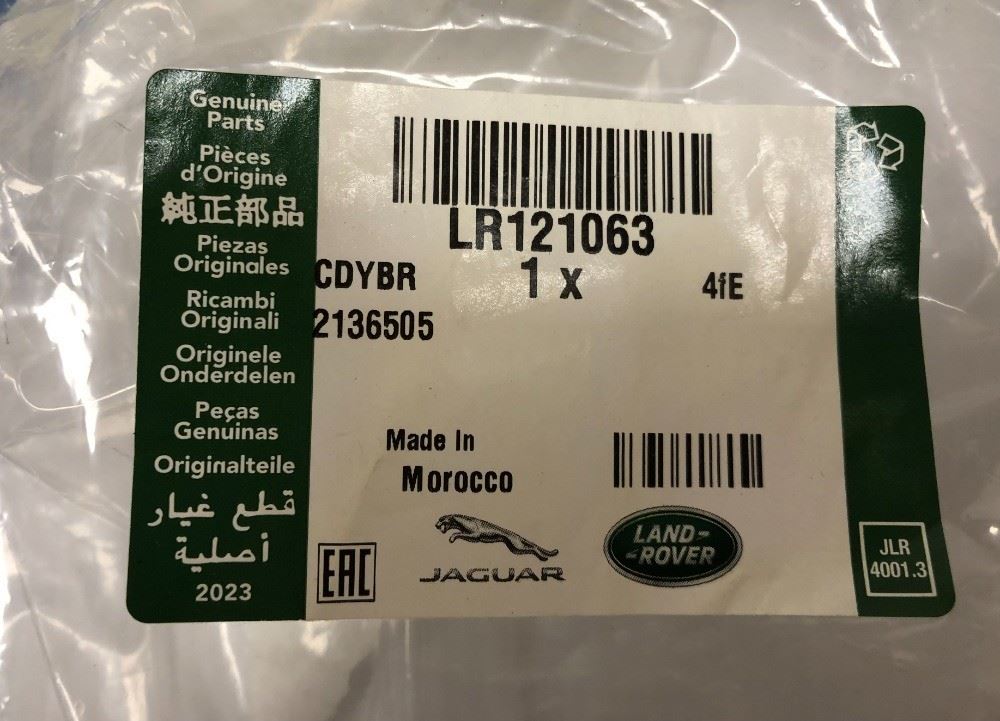 Genuine
Parts
Pièces
d'Origine
純正部品
Piezas
Originales
Ricambi
Originali
Originele
Onderdelen
Peças
Genuínas
Originalteile
قطع غيار
أصلية
2023
LR121063
CDYBR
1 x
4fE
2136505
Made In
Morocco
EAC
JAGUAR
LAND-
-ROVER
JLR
4001.3